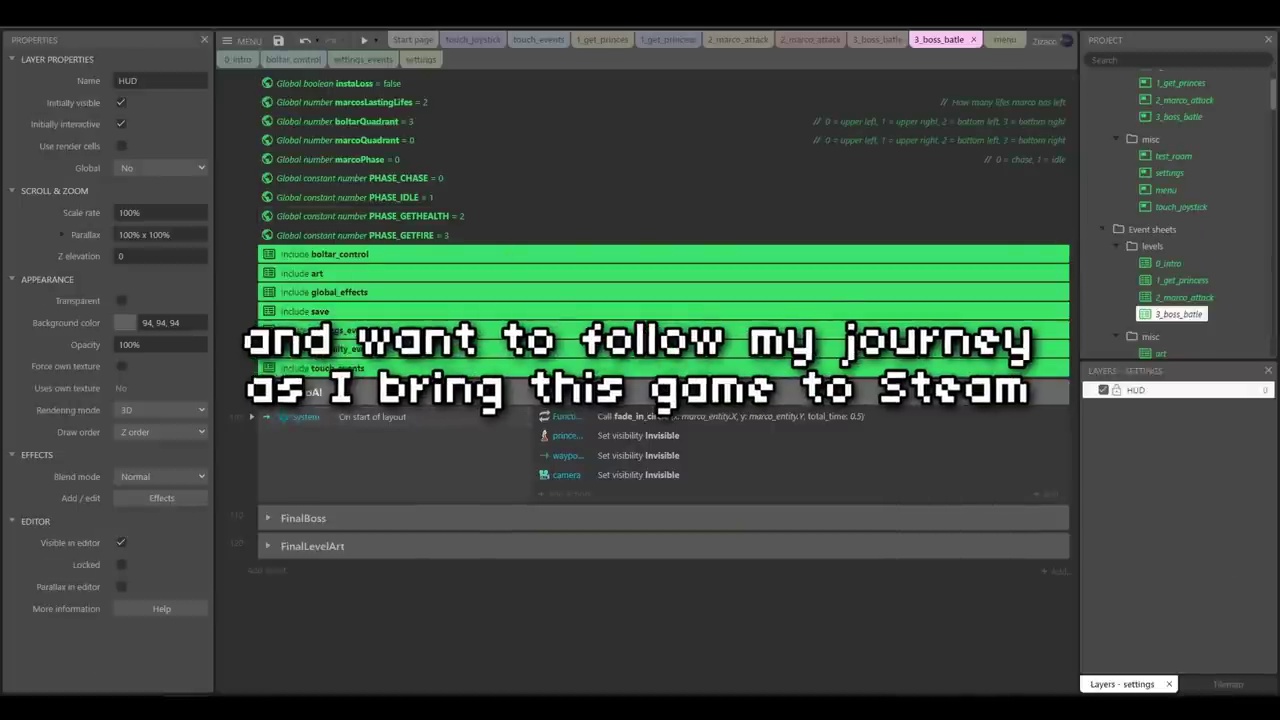 PROPERTIES
LAYER PROPERTIES
Name HUD
Initially visible
Initially interactive
Use render cells
Global No
SCROLL & ZOOM
Scale rate 100%
Parallax 100% x 100%
Z elevation 0
APPEARANCE
Transparent
Background color 94, 94, 94
Opacity 100%
Force own texture
Uses own texture No
Rendering mode 3D
Draw order Z order
EFFECTS
Blend mode Normal
Add / edit Effects
EDITOR
Visible in editor
Locked
Parallax in editor
More information Help
MENU Start page touch_joystick touch_events 1_get_princes 1_get_princess 2_marco_attack 2_marco_attack 3_boss_batle 3_boss_batle menu
0_intro boltar_control settings_events settings
Global boolean instaLoss = false
Global number marcosLastingLifes = 2 // How many lifes marco has left
Global number boltarQuadrant = 3 // 0 = upper left, 1 = upper right, 2 = bottom left, 3 = bottom right
Global number marcoQuadrant = 0 // 0 = upper left, 1 = upper right, 2 = bottom left, 3 = bottom right
Global number marcoPhase = 0 // 0 = chase, 1 = idle
Global constant number PHASE_CHASE = 0
Global constant number PHASE_IDLE = 1
Global constant number PHASE_GETHEALTH = 2
Global constant number PHASE_GETFIRE = 3
Include boltar_control
Include art
Include global_effects
Include save
and want to follow my journey
as I bring this game to Steam
touch_events
System On start of layout
Functi... Call fade_in_circle (x: marco_entity.X, y: marco_entity.Y, total_time: 0.5)
prince... Set visibility Invisible
waypo... Set visibility Invisible
camera Set visibility Invisible
FinalBoss
FinalLevelArt
Add event
Add...
PROJECT
Search
1_get_princes
2_marco_attack
3_boss_batle
misc
test_room
settings
menu
touch_joystick
Event sheets
levels
0_intro
1_get_princess
2_marco_attack
3_boss_batle
misc
art
LAYERS - SETTINGS
HUD 0
Layers - settings
Tilemap